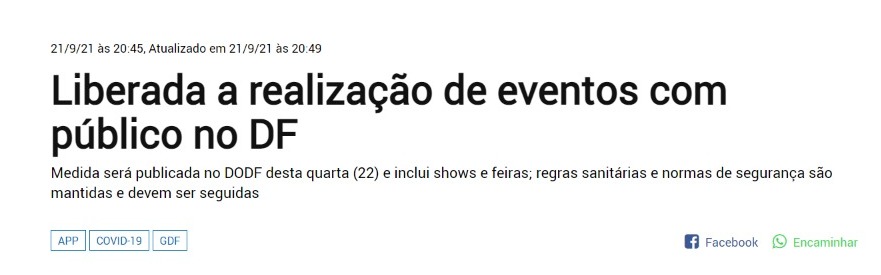 21/9/21 às 20:45, Atualizado em 21/9/21 às 20:49
Liberada a realização de eventos com
público no DF
Medida será publicada no DODF desta quarta (22) e inclui shows e feiras; regras sanitárias e normas de segurança são
mantidas e devem ser seguidas
APP COVID-19 GDF Facebook Encaminhar